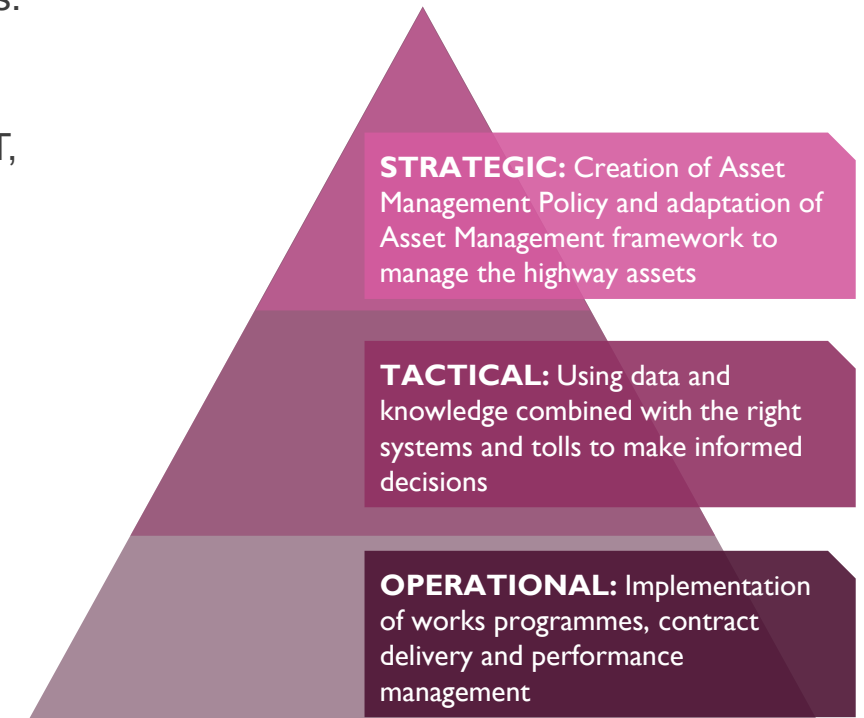 s.
T,
STRATEGIC: Creation of Asset
Management Policy and adaptation of
Asset Management framework to
manage the highway assets
TACTICAL: Using data and
knowledge combined with the right
systems and tolls to make informed
decisions
OPERATIONAL: Implementation
of works programmes, contract
delivery and performance
management